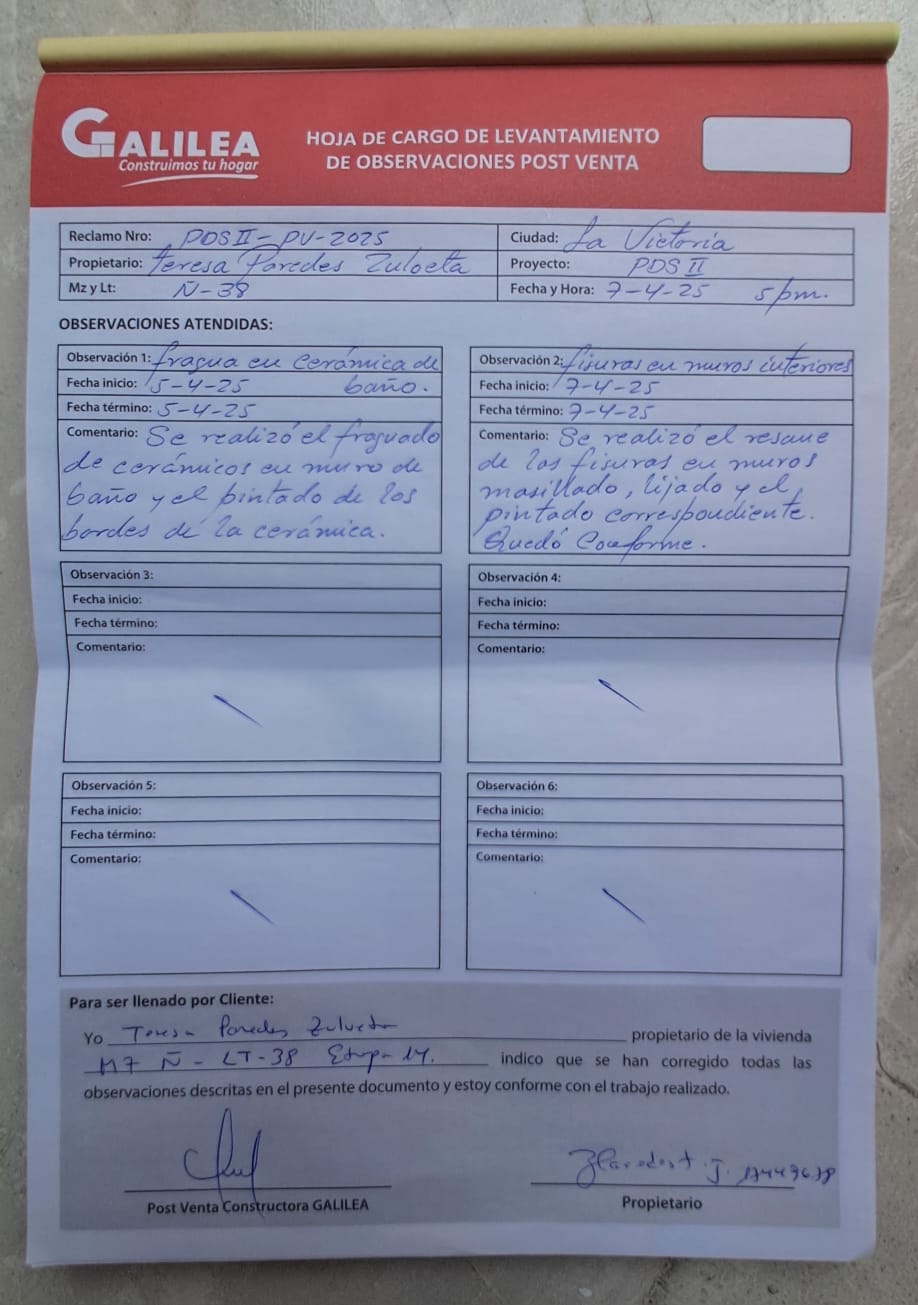 GALILEA
Construimos tu hogar
HOJA DE CARGO DE LEVANTAMIENTO
DE OBSERVACIONES POST VENTA
Reclamo Nro: PDS II - PV - 2025
Ciudad: La Victoria
Propietario: Teresa Paredes Zuloeta
Proyecto: PDS II
Mz y Lt: Ñ-38
Fecha y Hora: 7-4-25 5pm.
OBSERVACIONES ATENDIDAS:
Observación 1: fragua en cerámica de
baño.
Fecha inicio: 5-4-25
Fecha término: 5-4-25
Comentario: Se realizó el fraguado
de cerámicos en muro de
baño y el pintado de los
bordes de la cerámica.
Observación 2: fisuras en muros interiores
Fecha inicio: 7-4-25
Fecha término: 7-4-25
Comentario: Se realizó el resane
de las fisuras en muros
masillado, lijado y el
pintado correspondiente.
Quedó Conforme.
Observación 3:
Fecha inicio:
Fecha término:
Comentario:
Observación 4:
Fecha inicio:
Fecha término:
Comentario:
Observación 5:
Fecha inicio:
Fecha término:
Comentario:
Observación 6:
Fecha inicio:
Fecha término:
Comentario:
Para ser llenado por Cliente:
Yo Teresa Paredes Zuloeta propietario de la vivienda
MZ Ñ - LT-38 Etapa 14. indico que se han corregido todas las
observaciones descritas en el presente documento y estoy conforme con el trabajo realizado.
Post Venta Constructora GALILEA
Propietario